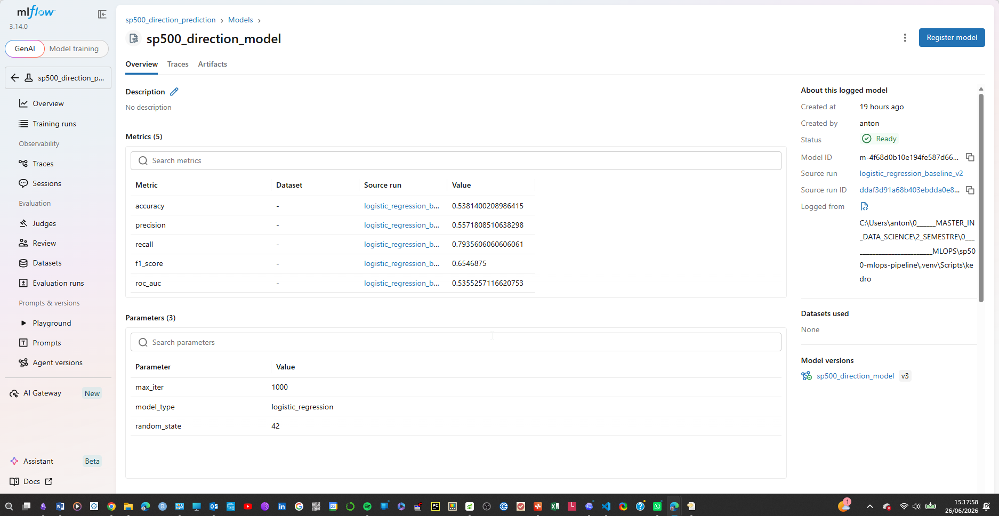 mlflow
3.14.0
GenAI
Model training
sp500_direction_p...
Overview
Training runs
Observability
Traces
Sessions
Evaluation
Judges
Review
Datasets
Evaluation runs
Prompts & versions
Playground
Prompts
Agent versions
AI Gateway New
Assistant Beta
Docs
sp500_direction_prediction > Models >
sp500_direction_model
Register model
Overview Traces Artifacts
Description
No description
Metrics (5)
Search metrics
Metric Dataset Source run Value
accuracy - logistic_regression_b... 0.5381400208986415
precision - logistic_regression_b... 0.5571808510638298
recall - logistic_regression_b... 0.7935606060606061
f1_score - logistic_regression_b... 0.6546875
roc_auc - logistic_regression_b... 0.5355257116620753
Parameters (3)
Search parameters
Parameter Value
max_iter 1000
model_type logistic_regression
random_state 42
About this logged model
Created at 19 hours ago
Created by anton
Status Ready
Model ID m-4f68d0b10e194fe587d66...
Source run logistic_regression_baseline_v2
Source run ID ddaf3d91a68b403ebdda0e8...
Logged from
C:\Users\anton\0______MASTER_IN
_DATA_SCIENCE\2_SEMESTRE\0___
_______________________MLOPS\sp50
0-mlops-pipeline\.venv\Scripts\ke
dro
Datasets used
None
Model versions
sp500_direction_model v3
1
15:17:58
26/06/2026